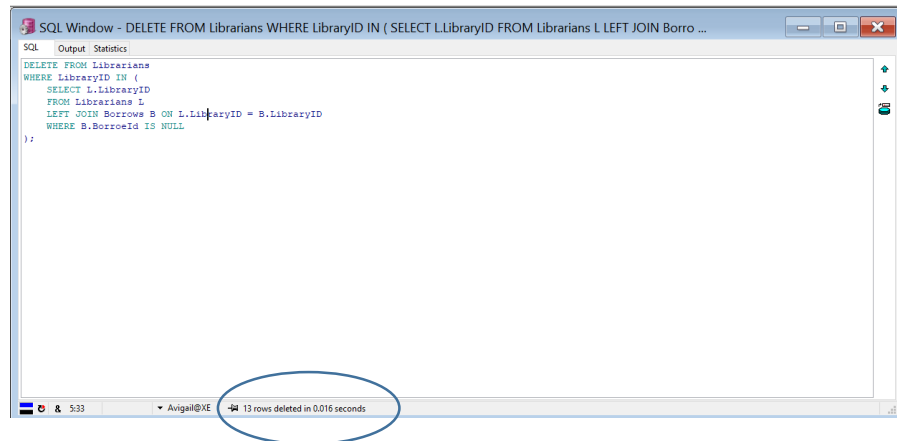 SQL Window - DELETE FROM Librarians WHERE LibraryID IN ( SELECT L.LibraryID FROM Librarians L LEFT JOIN Borro ...
SQL Output Statistics
DELETE FROM Librarians
WHERE LibraryID IN (
    SELECT L.LibraryID
    FROM Librarians L
    LEFT JOIN Borrows B ON L.LibraryID = B.LibraryID
    WHERE B.BorroeId IS NULL
);
& 5:33 Avigail@XE 13 rows deleted in 0.016 seconds